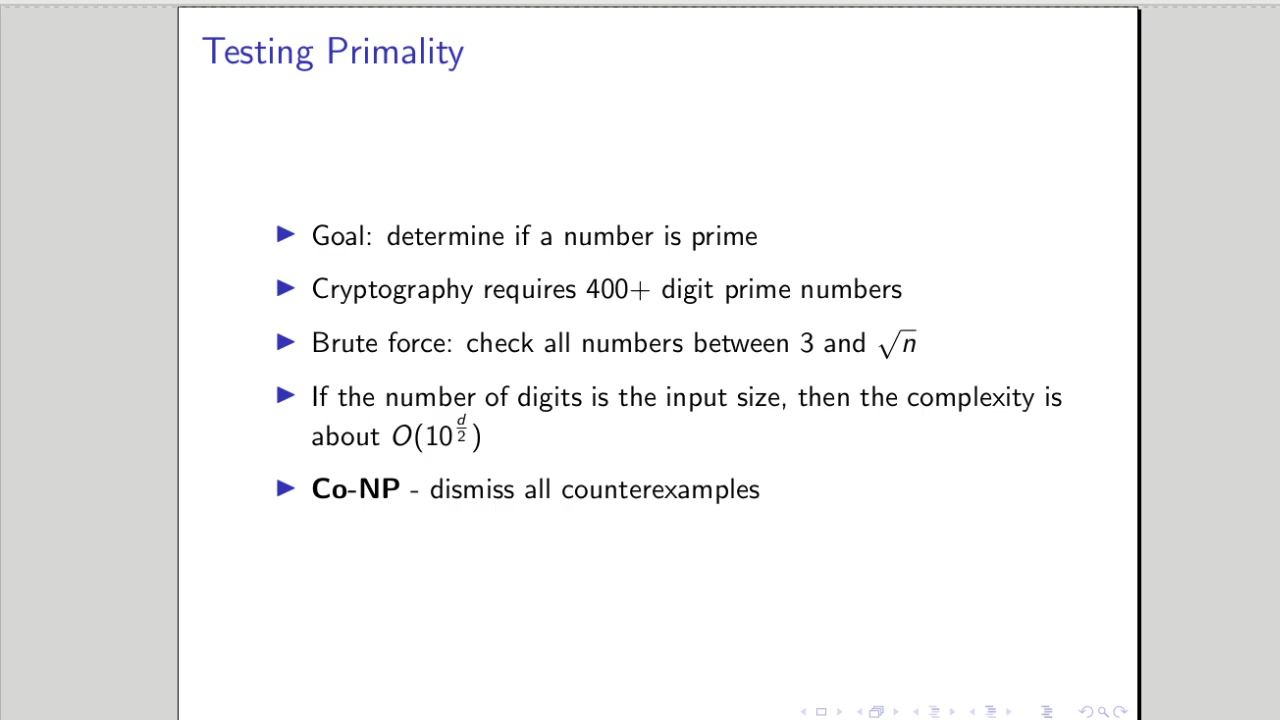 Testing Primality
Goal: determine if a number is prime
Cryptography requires 400+ digit prime numbers
Brute force: check all numbers between 3 and √n
If the number of digits is the input size, then the complexity is
about O(10^{d/2})
Co-NP - dismiss all counterexamples